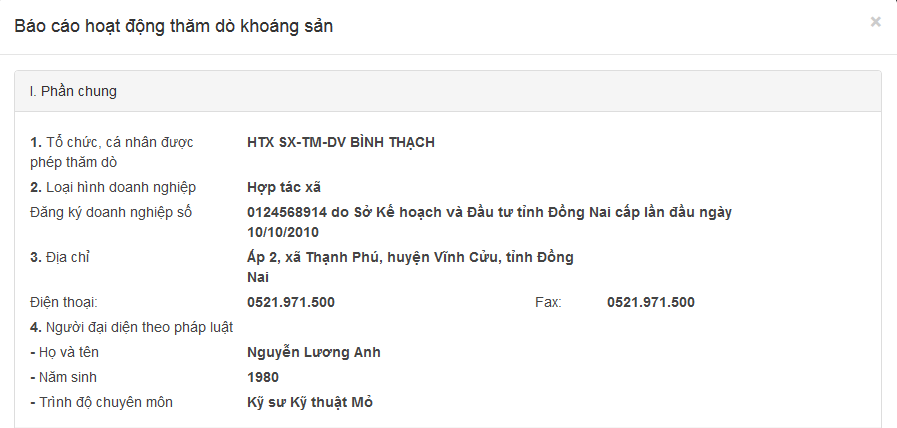 Báo cáo hoạt động thăm dò khoáng sản
×
I. Phần chung
1. Tổ chức, cá nhân được HTX SX-TM-DV BÌNH THẠCH
phép thăm dò
2. Loại hình doanh nghiệp Hợp tác xã
Đăng ký doanh nghiệp số 0124568914 do Sở Kế hoạch và Đầu tư tỉnh Đồng Nai cấp lần đầu ngày
10/10/2010
3. Địa chỉ Áp 2, xã Thạnh Phú, huyện Vĩnh Cửu, tỉnh Đồng
Nai
Điện thoại: 0521.971.500 Fax: 0521.971.500
4. Người đại diện theo pháp luật
- Họ và tên Nguyễn Lương Anh
- Năm sinh 1980
- Trình độ chuyên môn Kỹ sư Kỹ thuật Mỏ